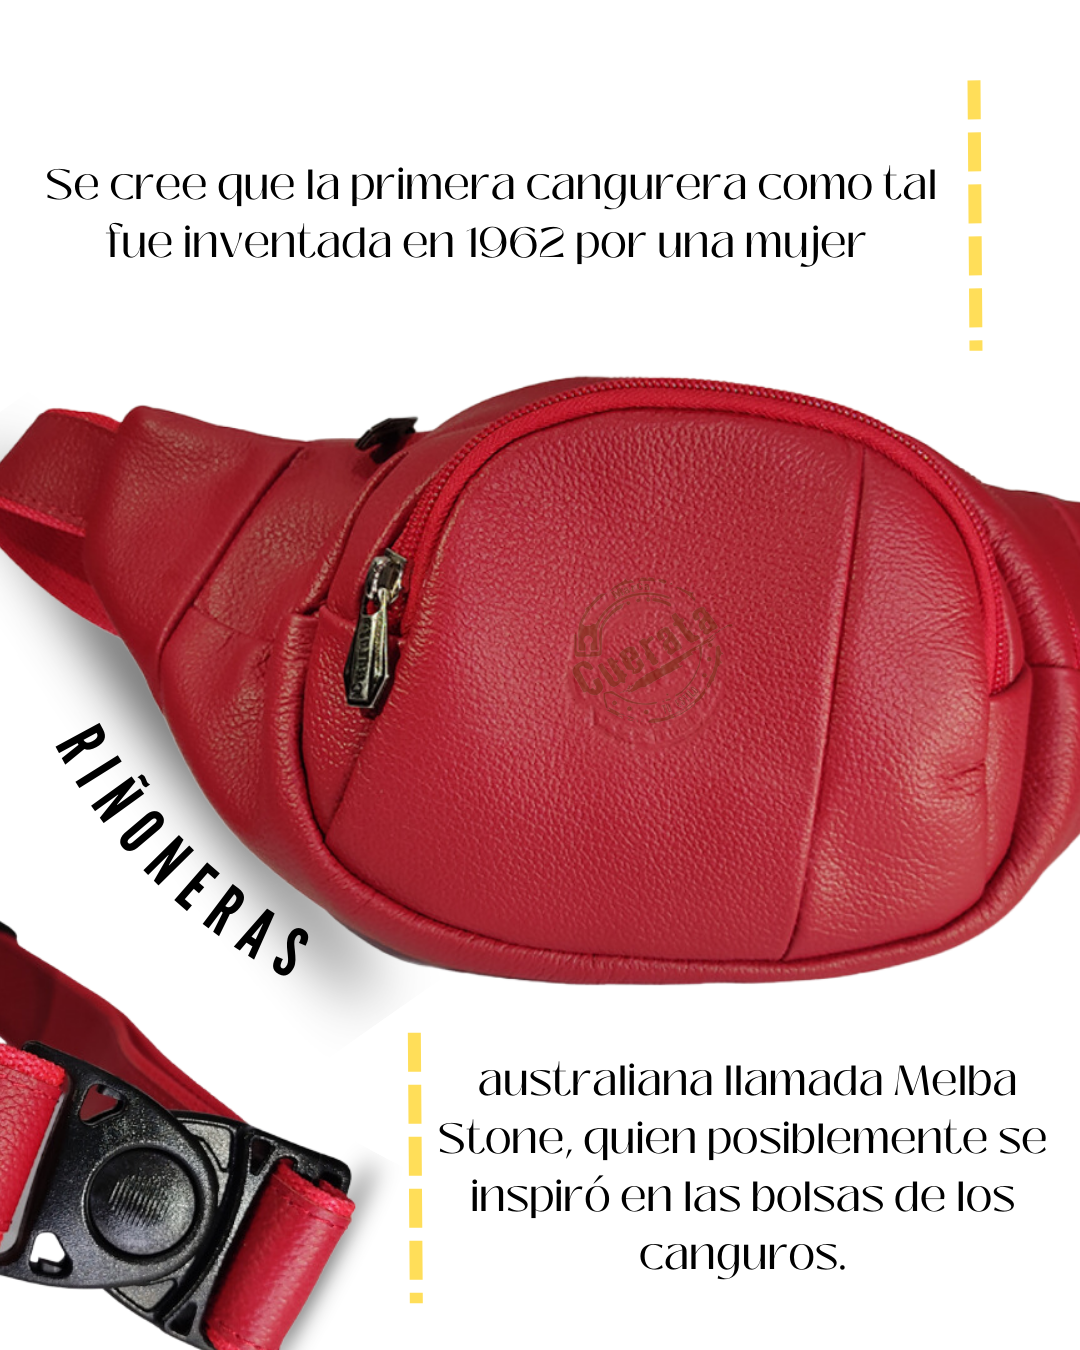 Se cree que la primera cangurera como tal
fue inventada en 1962 por una mujer
Cuerata
RIÑONERAS
australiana llamada Melba
Stone, quien posiblemente se
inspiró en las bolsas de los
canguros.